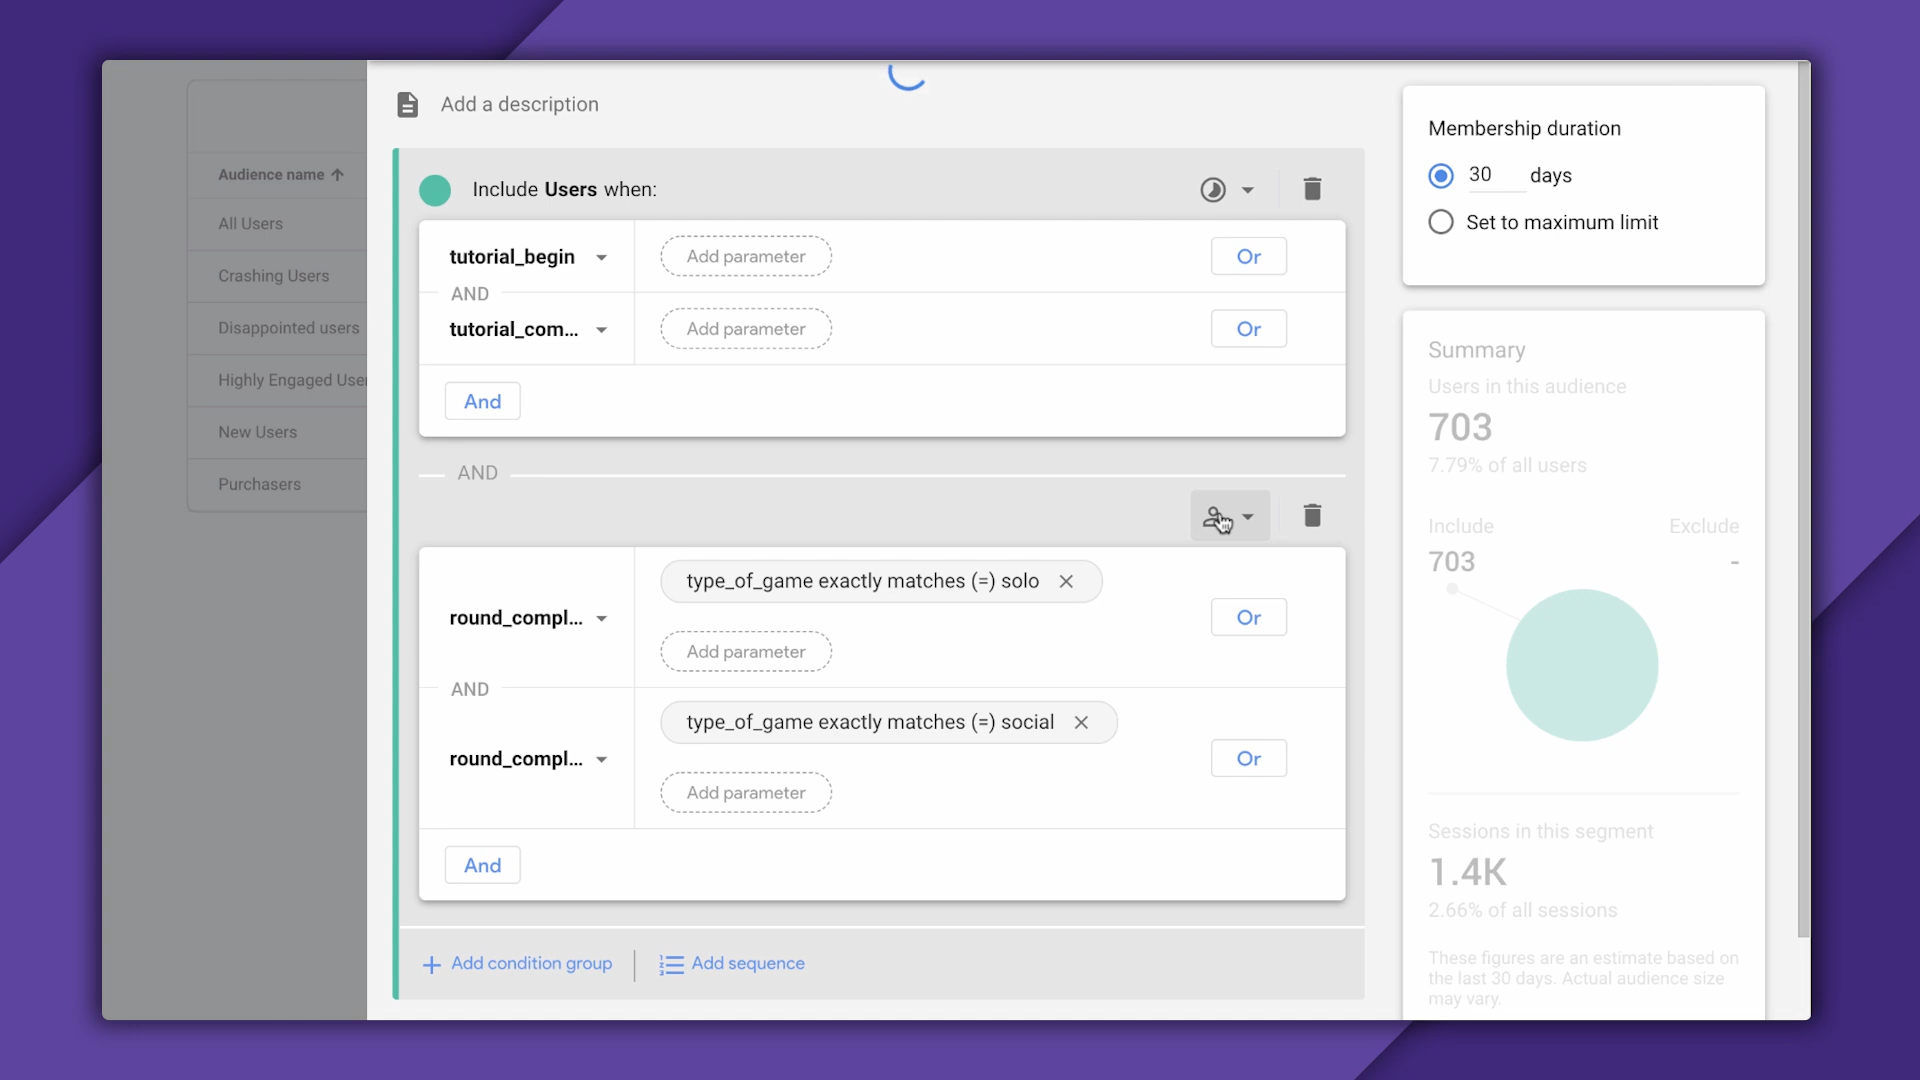 Add a description
Audience name
All Users
Crashing Users
Disappointed users
Highly Engaged Use
New Users
Purchasers
Include Users when:
tutorial_begin
Add parameter
Or
AND
tutorial_com...
Add parameter
Or
And
AND
type_of_game exactly matches (=) solo
round_compl...
Or
Add parameter
AND
type_of_game exactly matches (=) social
round_compl...
Or
Add parameter
And
Add condition group
Add sequence
Membership duration
30 days
Set to maximum limit
Summary
Users in this audience
703
7.79% of all users
Include Exclude
703 -
Sessions in this segment
1.4K
2.66% of all sessions
These figures are an estimate based on
the last 30 days. Actual audience size
may vary.